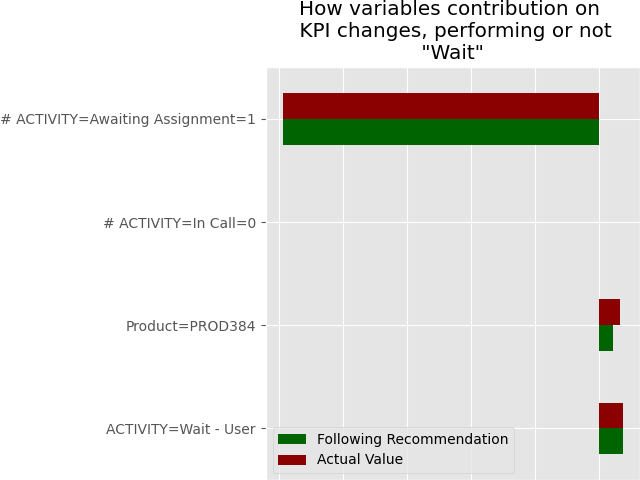 How variables contribution on
KPI changes, performing or not
"Wait"
# ACTIVITY=Awaiting Assignment=1
# ACTIVITY=In Call=0
Product=PROD384
ACTIVITY=Wait - User
Following Recommendation
Actual Value